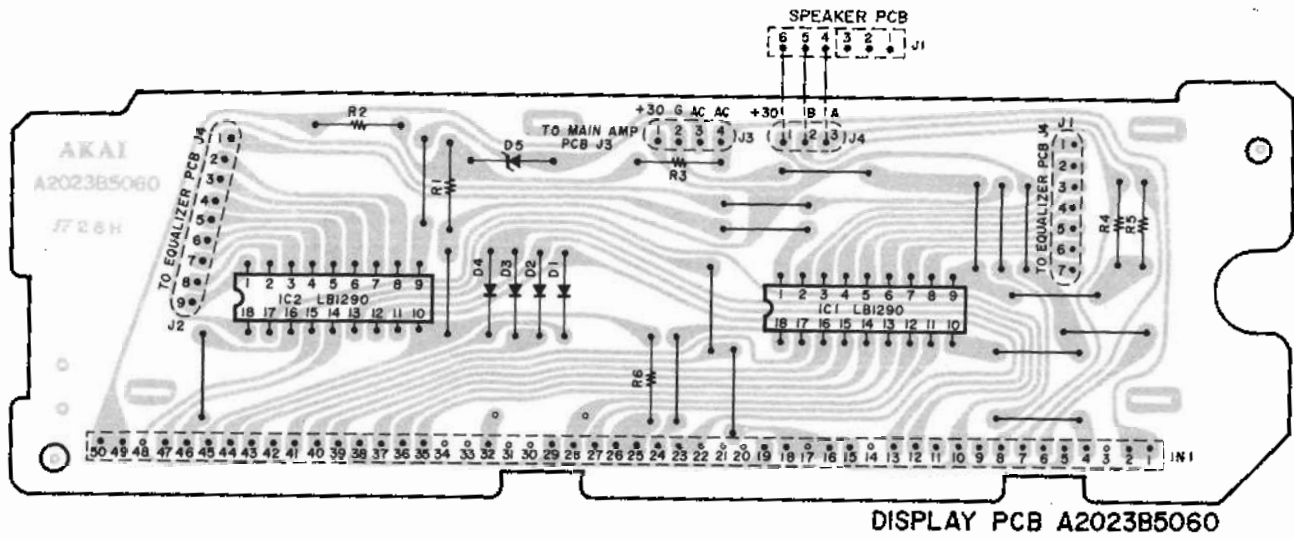 SPEAKER PCB
6 5 4 3 2 1 J1
+30 G AC AC
1 2 3 4 J3
TO MAIN AMP
PCB J3
+30 B A
1 2 3 J4
R2
D5
R3
R1
AKAI
A2023B5060
J726H
TO EQUALIZER PCB J4
1
2
3
4
5
6
7
8
9
J2
J1
TO EQUALIZER PCB J4
1
2
3
4
5
6
7
R4
R5
1 2 3 4 5 6 7 8 9
IC2 LB1290
18 17 16 15 14 13 12 11 10
D4 D3 D2 D1
1 2 3 4 5 6 7 8 9
IC1 LB1290
18 17 16 15 14 13 12 11 10
R6
50 49 48 47 46 45 44 43 42 41 40 39 38 37 36 35 34 33 32 31 30 29 28 27 26 25 24 23 22 21 20 19 18 17 16 15 14 13 12 11 10 9 8 7 6 5 4 3 2 1 IN1
DISPLAY PCB A2023B5060